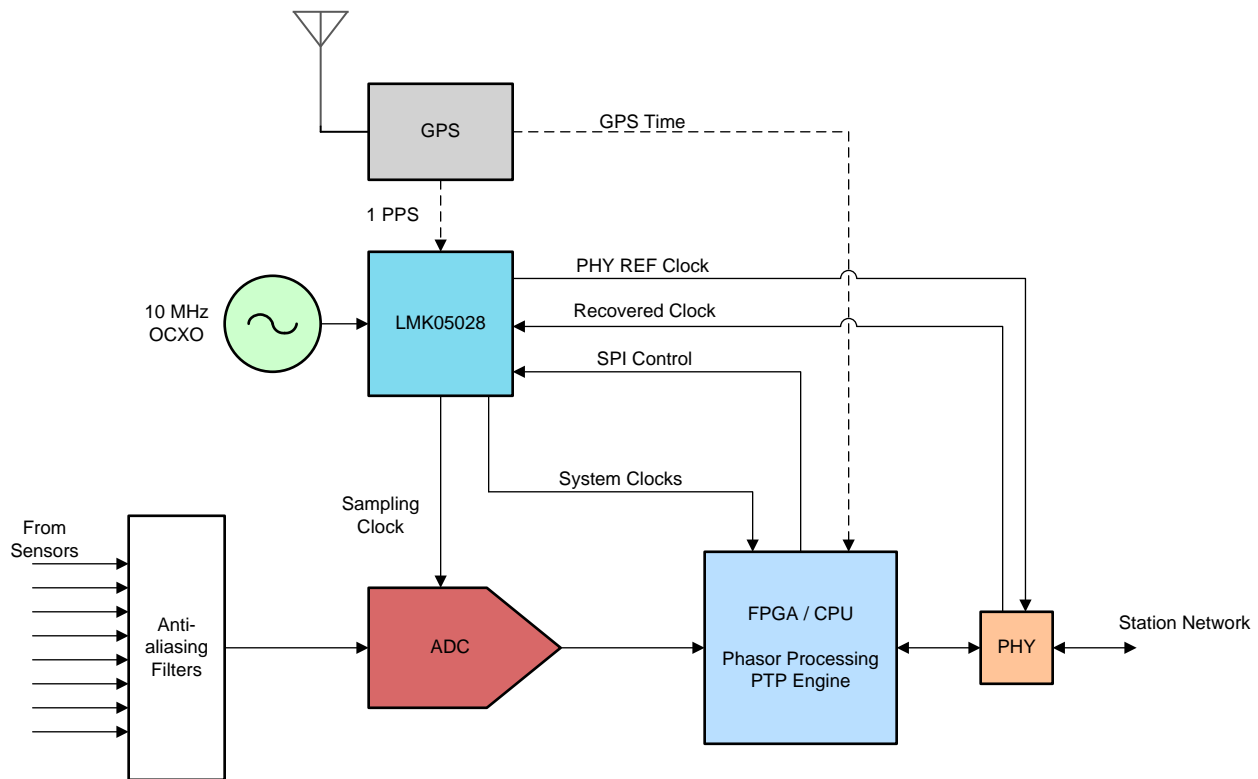 GPS
GPS Time
1 PPS
PHY REF Clock
10 MHz
OCXO
LMK05028
Recovered Clock
SPI Control
System Clocks
Sampling
Clock
From
Sensors
Anti-
aliasing
Filters
ADC
FPGA / CPU
Phasor Processing
PTP Engine
PHY
Station Network